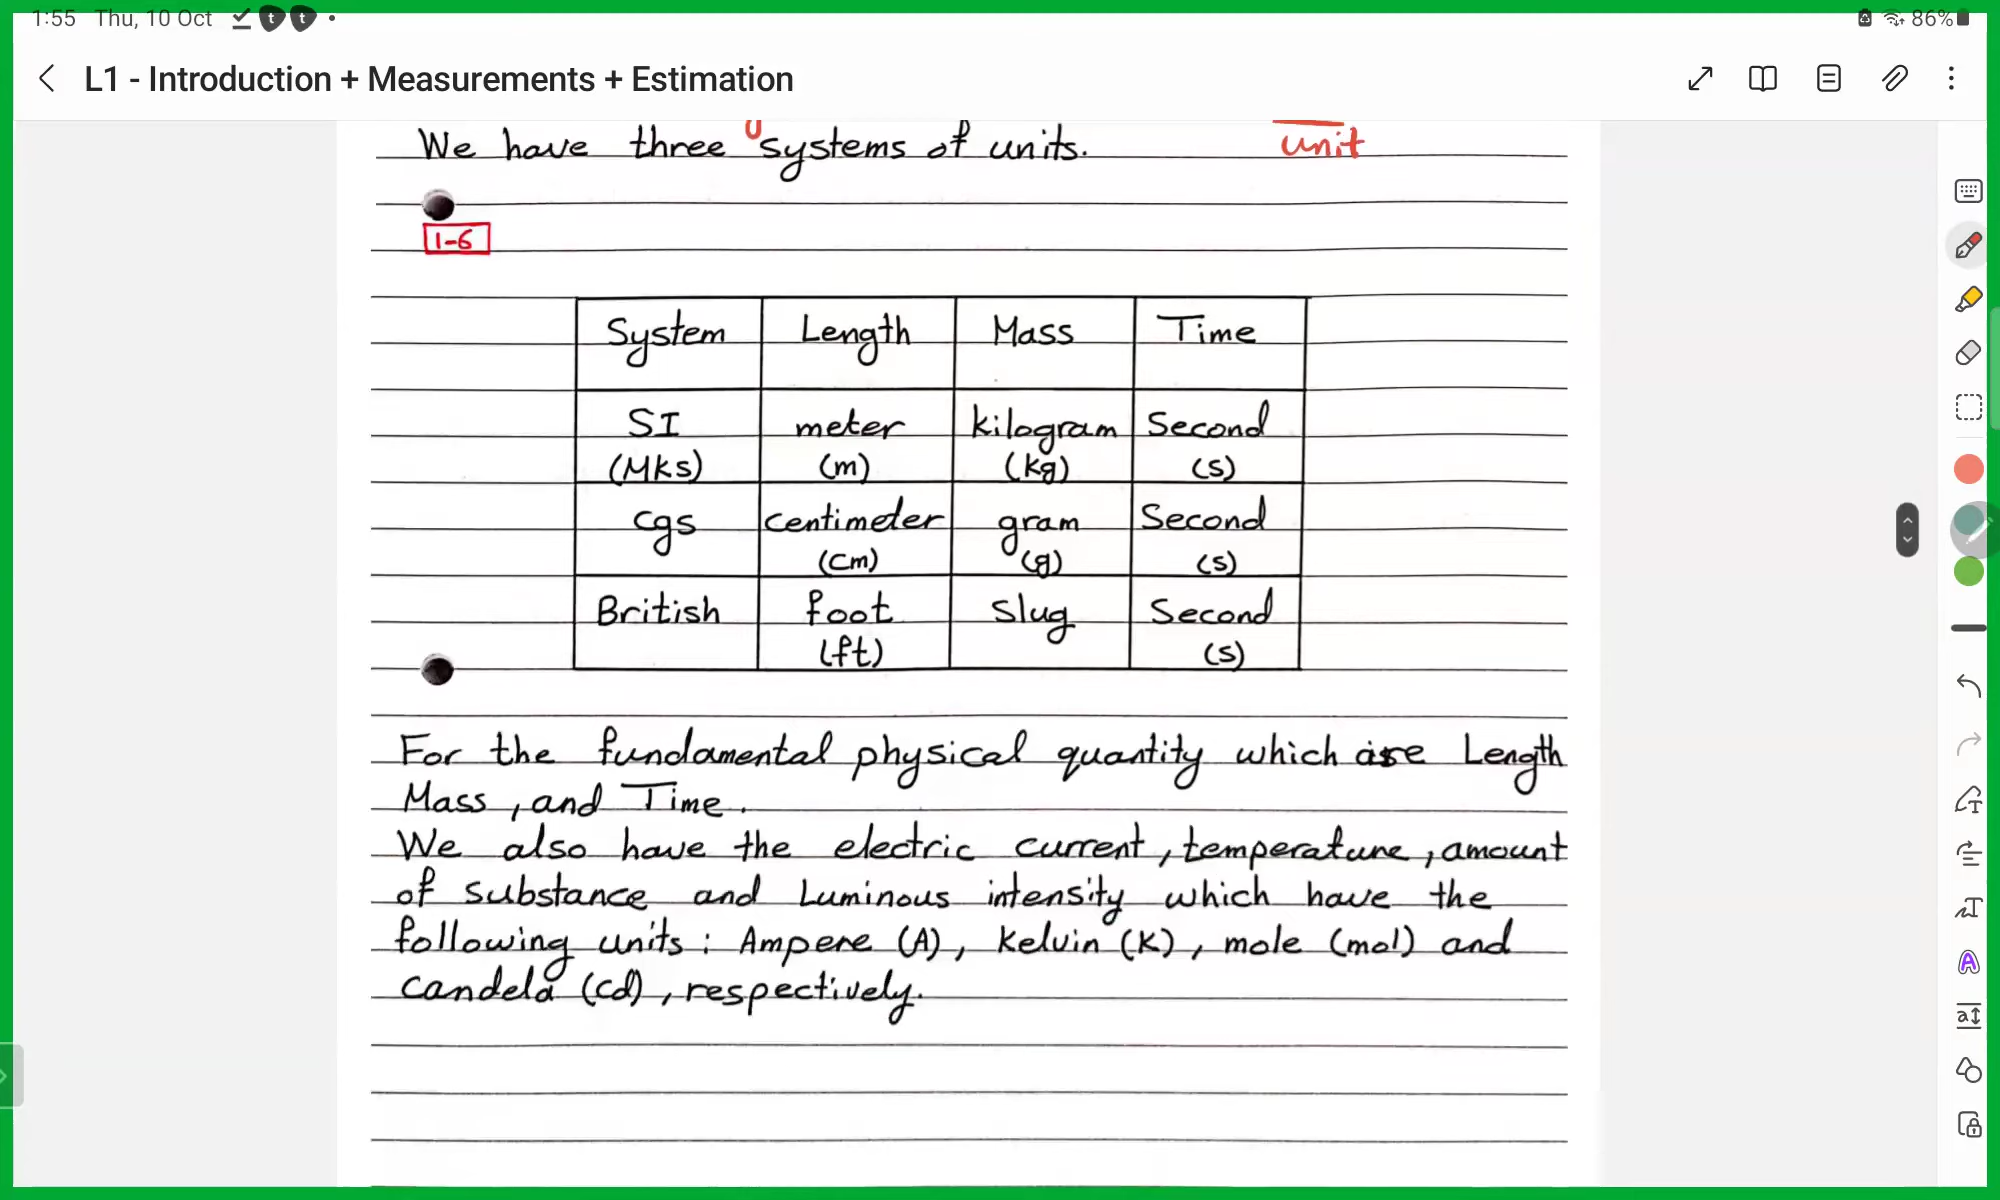 1:55 Thu, 10 Oct 86%
L1 - Introduction + Measurements + Estimation
We have three systems of units. unit
1-6
System Length Mass Time
SI meter kilogram Second
(Mks) (m) (kg) (s)
cgs centimeter gram Second
(cm) (g) (s)
British foot slug Second
(ft) (s)
For the fundamental physical quantity which are Length
Mass, and Time.
We also have the electric current, temperature, amount
of substance and Luminous intensity which have the
following units: Ampere (A), Kelvin (K), mole (mol) and
candela (cd), respectively.